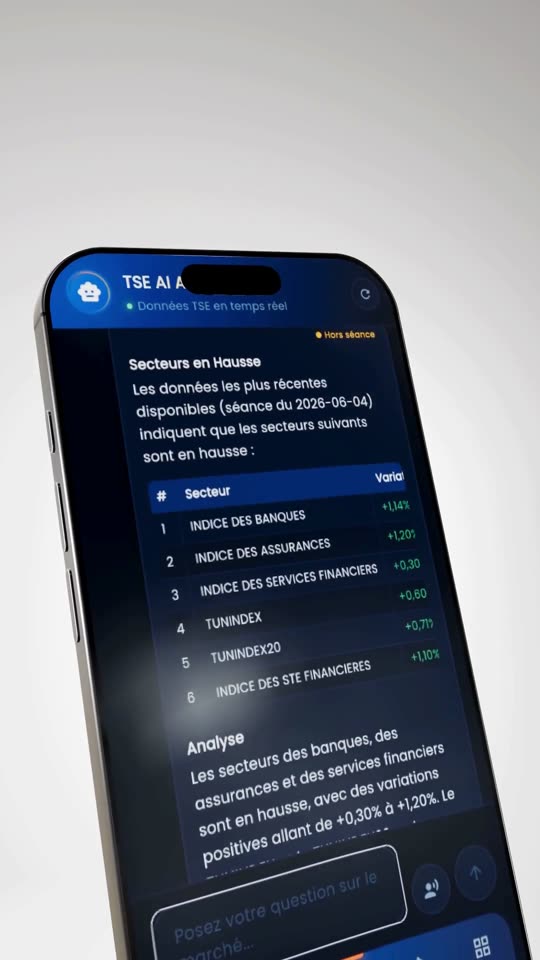 TSE AI A
Données TSE en temps réel
Hors séance
Secteurs en Hausse
Les données les plus récentes
disponibles (séance du 2026-06-04)
indiquent que les secteurs suivants
sont en hausse :
# Secteur Variat
1 INDICE DES BANQUES +1,14%
2 INDICE DES ASSURANCES +1,20%
3 INDICE DES SERVICES FINANCIERS +0,30
4 TUNINDEX +0,60
5 TUNINDEX20 +0,71%
6 INDICE DES STE FINANCIERES +1,10%
Analyse
Les secteurs des banques, des
assurances et des services financiers
sont en hausse, avec des variations
positives allant de +0,30% à +1,20%. Le
Posez votre question sur le
marché...